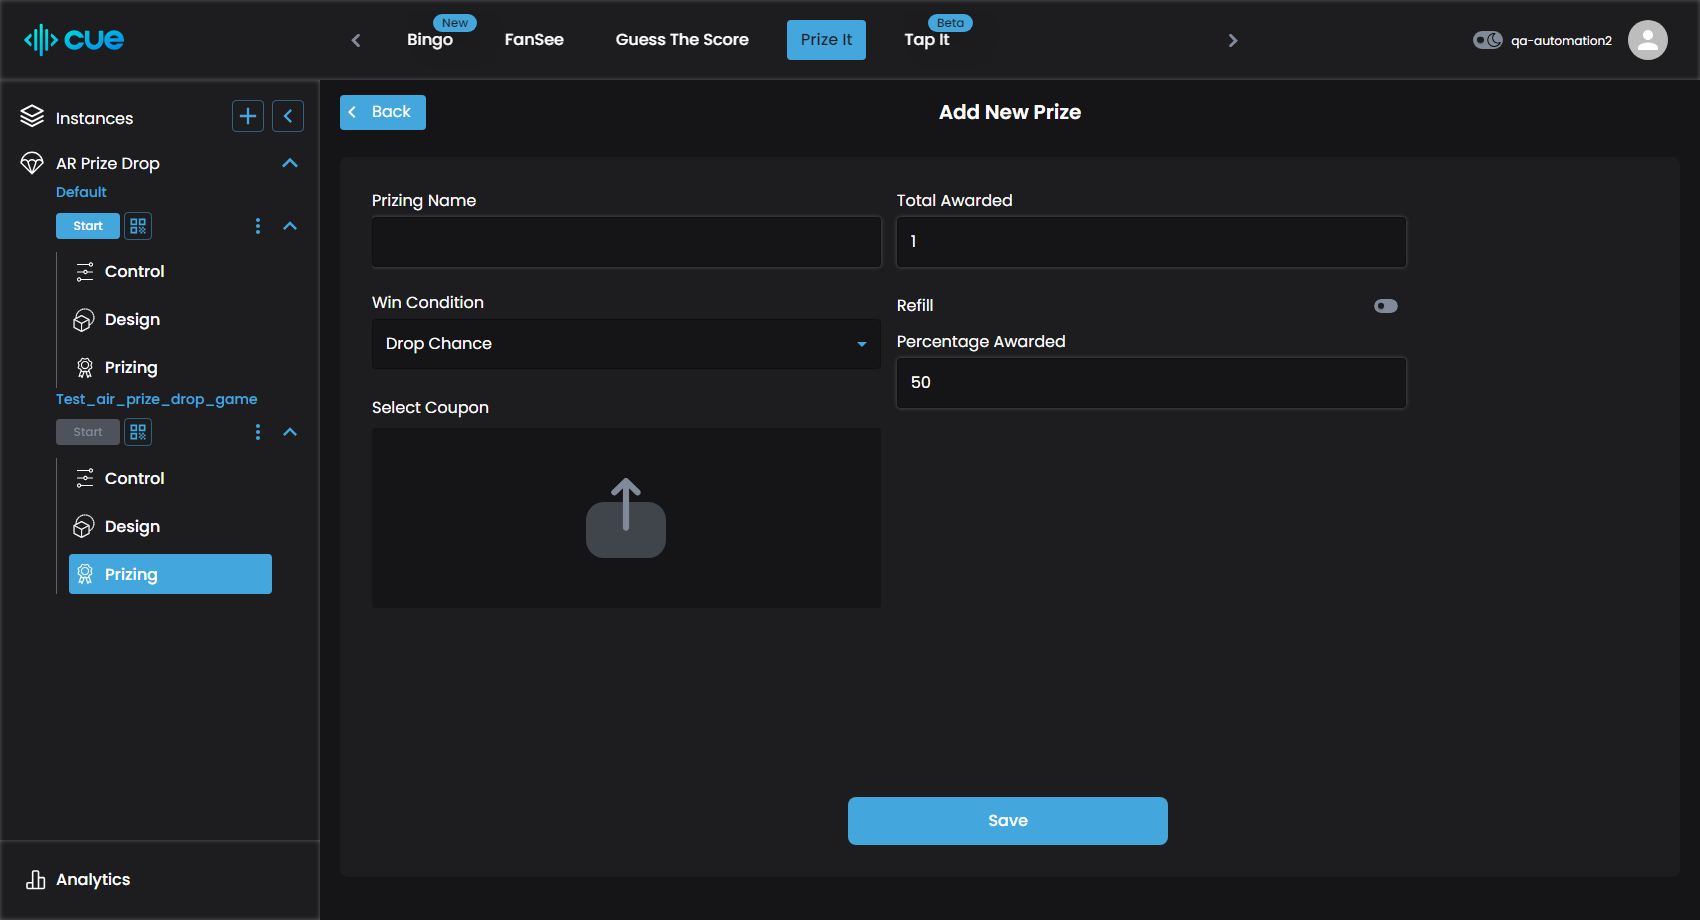 cue
New
Beta
Bingo
FanSee
Guess The Score
Prize It
Tap It
qa-automation2
Instances
AR Prize Drop
Default
Start
Control
Design
Prizing
Test_air_prize_drop_game
Start
Control
Design
Prizing
Analytics
Back
Add New Prize
Prizing Name
Total Awarded
1
Win Condition
Drop Chance
Refill
Percentage Awarded
50
Select Coupon
Save